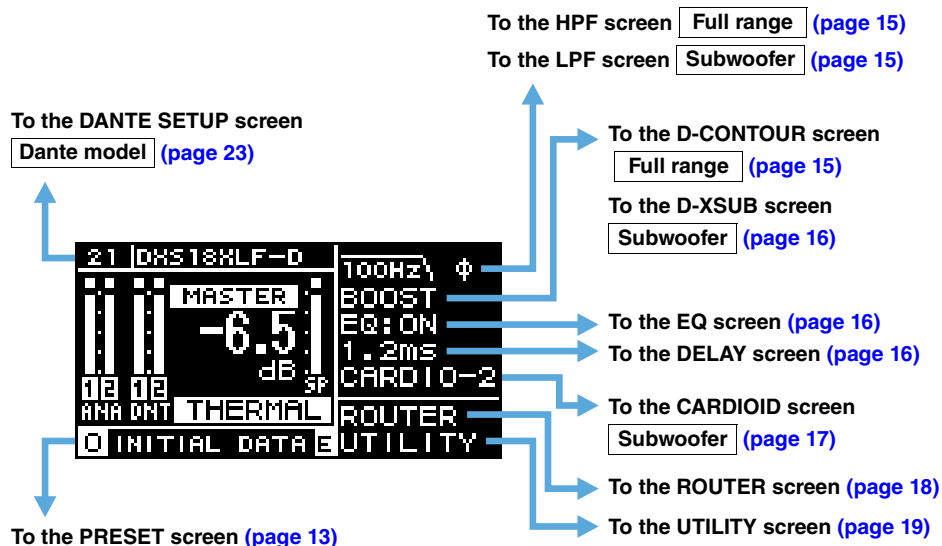 To the HPF screen Full range (page 15)
To the LPF screen Subwoofer (page 15)
To the DANTE SETUP screen
Dante model (page 23)
To the D-CONTOUR screen
Full range (page 15)
To the D-XSUB screen
Subwoofer (page 16)
21 DXS18XLF-D
100Hz ϕ
MASTER
BOOST
-6.5
EQ:ON
To the EQ screen (page 16)
1.2ms
To the DELAY screen (page 16)
dB
CARDIO-2
1 2 1 2 SP
ANA DNT THERMAL
To the CARDIOID screen
Subwoofer (page 17)
ROUTER
0 INITIAL DATA E UTILITY
To the ROUTER screen (page 18)
To the UTILITY screen (page 19)
To the PRESET screen (page 13)